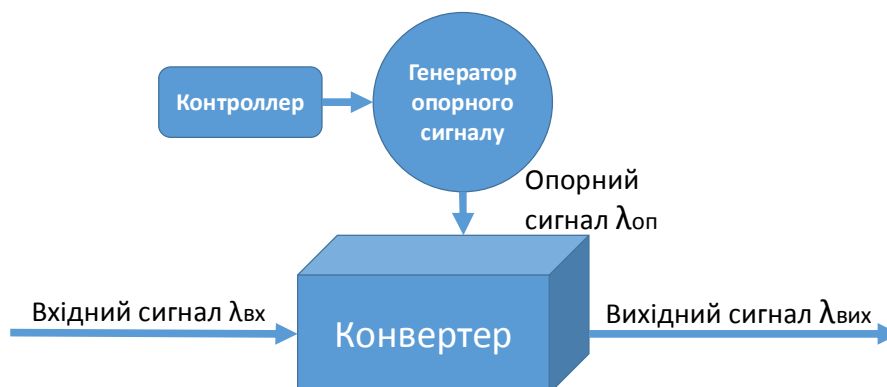 Генератор
опорного
сигналу
Контроллер
Опорний
сигнал λоп
Вхідний сигнал λвх
Вихідний сигнал λвих
Конвертер